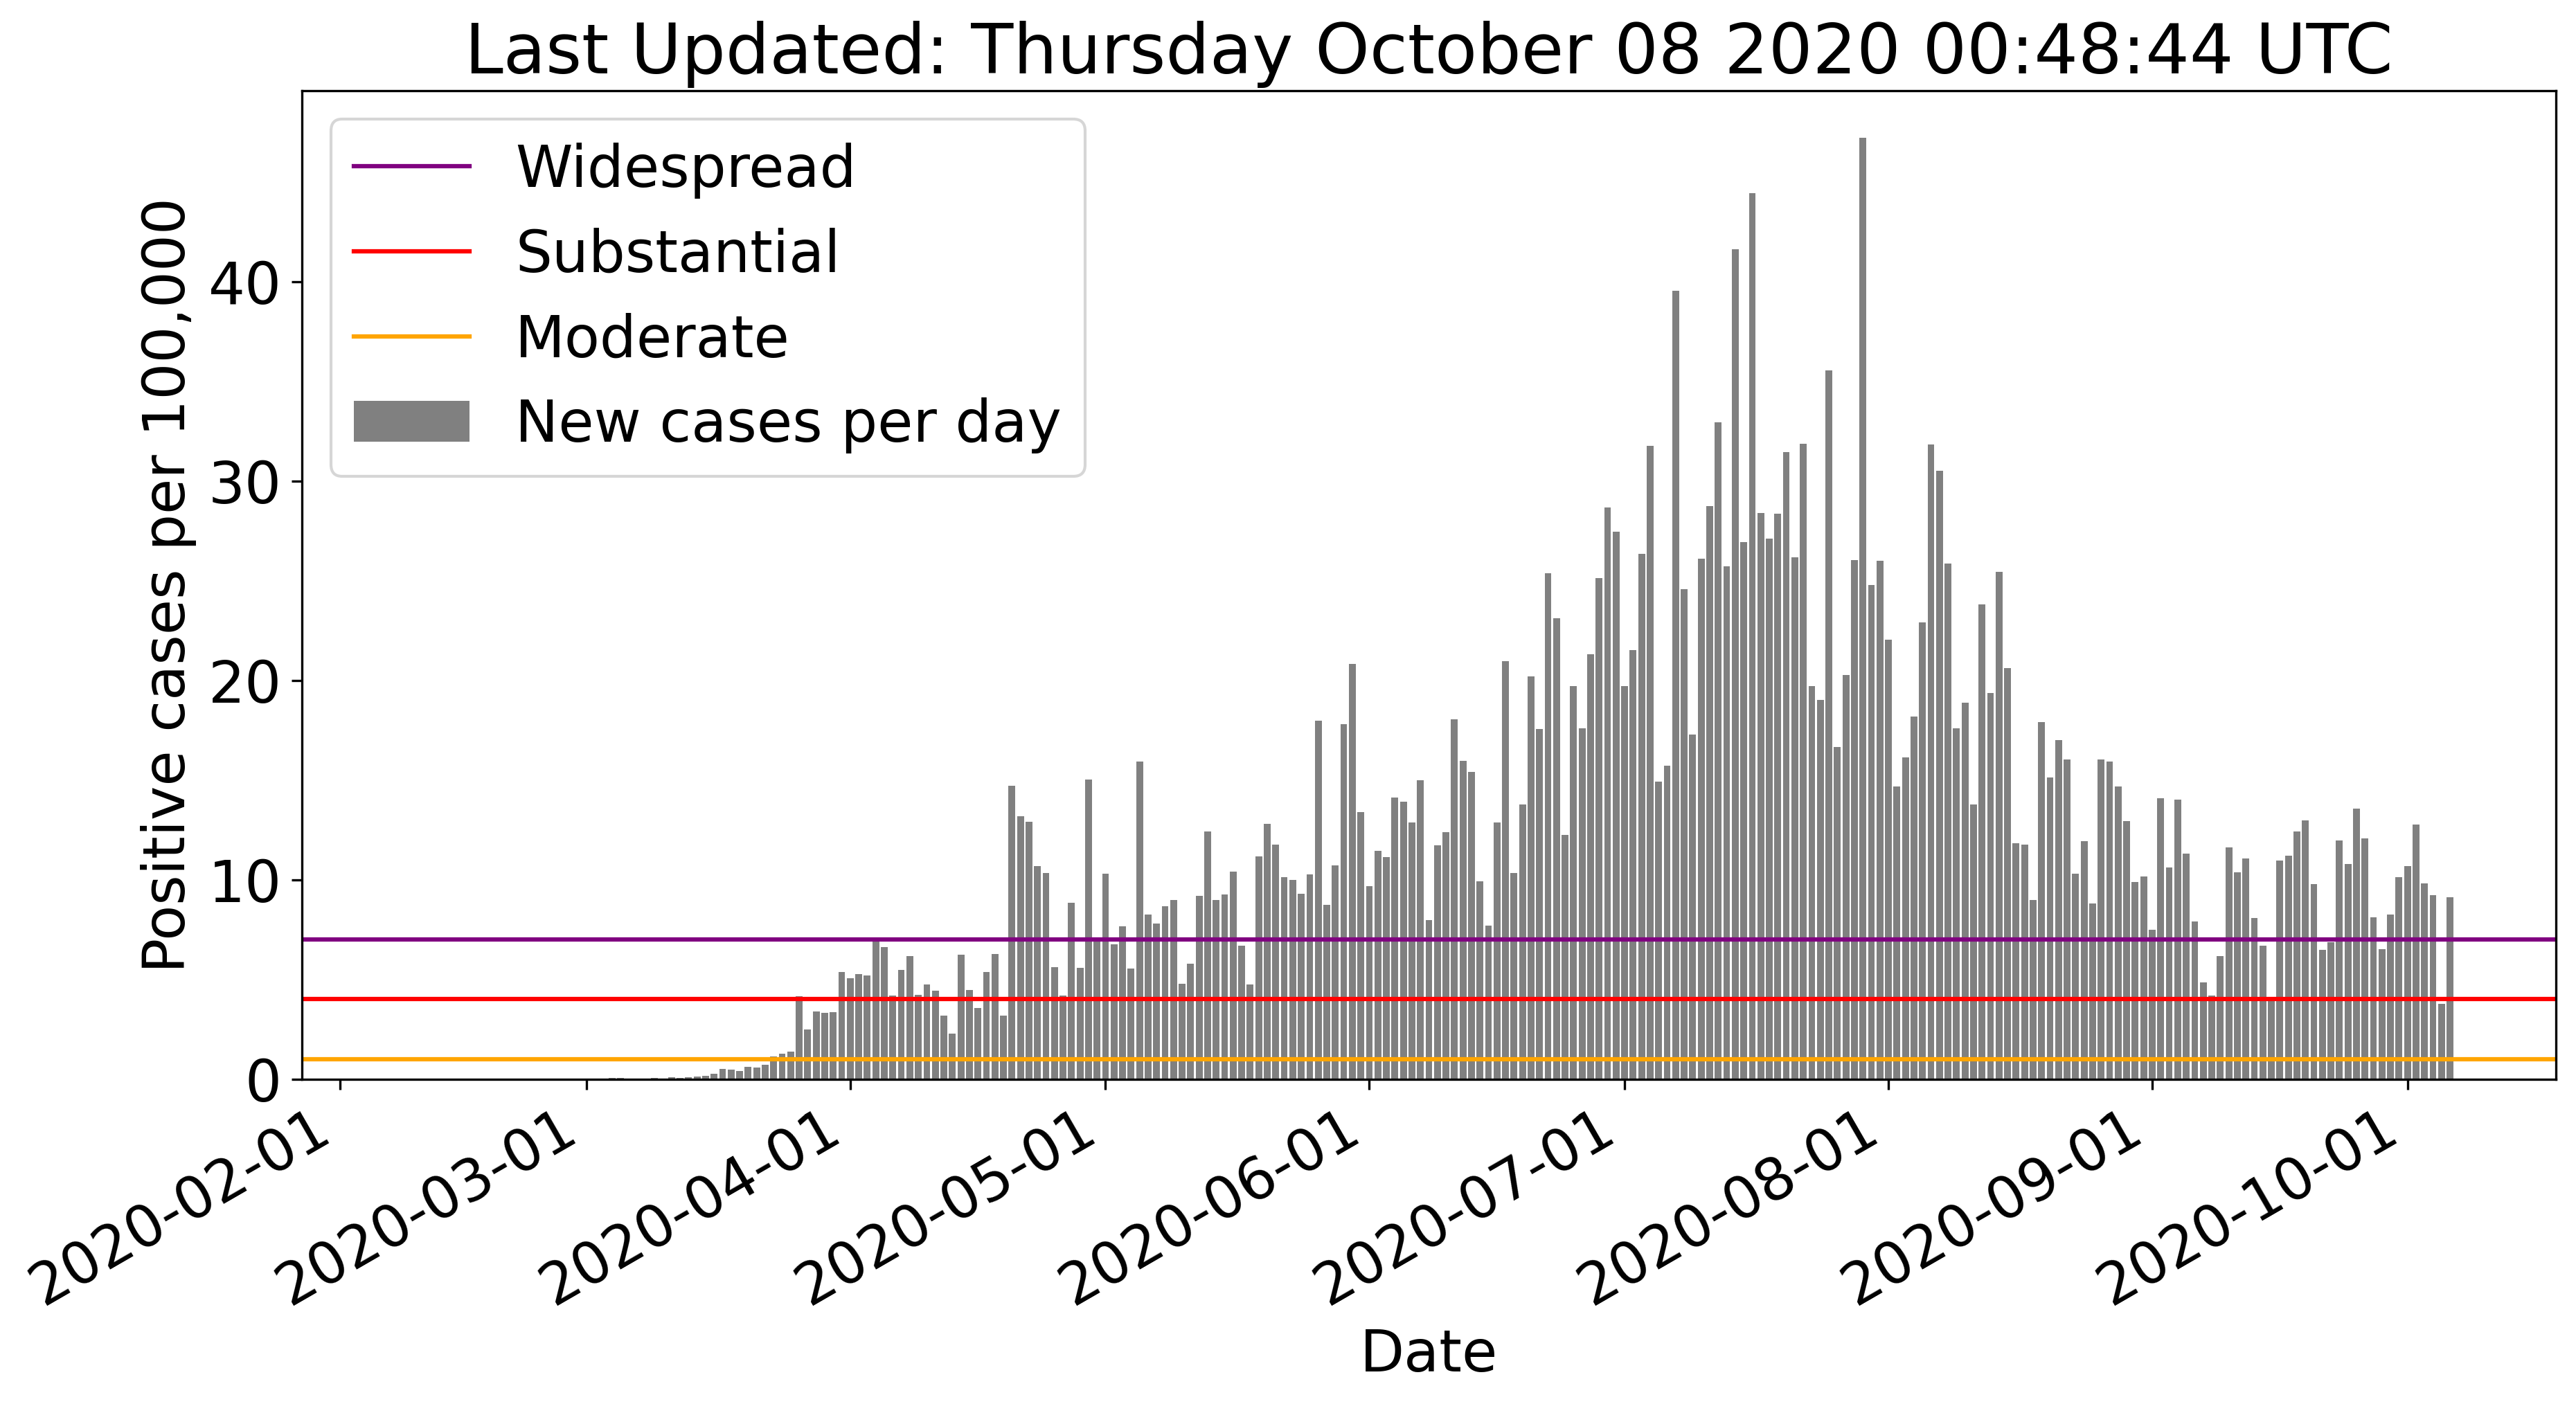 Last Updated: Thursday October 08 2020 00:48:44 UTC
Widespread
Substantial
Moderate
New cases per day
Positive cases per 100,000
40
30
20
10
0
2020-02-01
2020-03-01
2020-04-01
2020-05-01
2020-06-01
2020-07-01
2020-08-01
2020-09-01
2020-10-01
Date